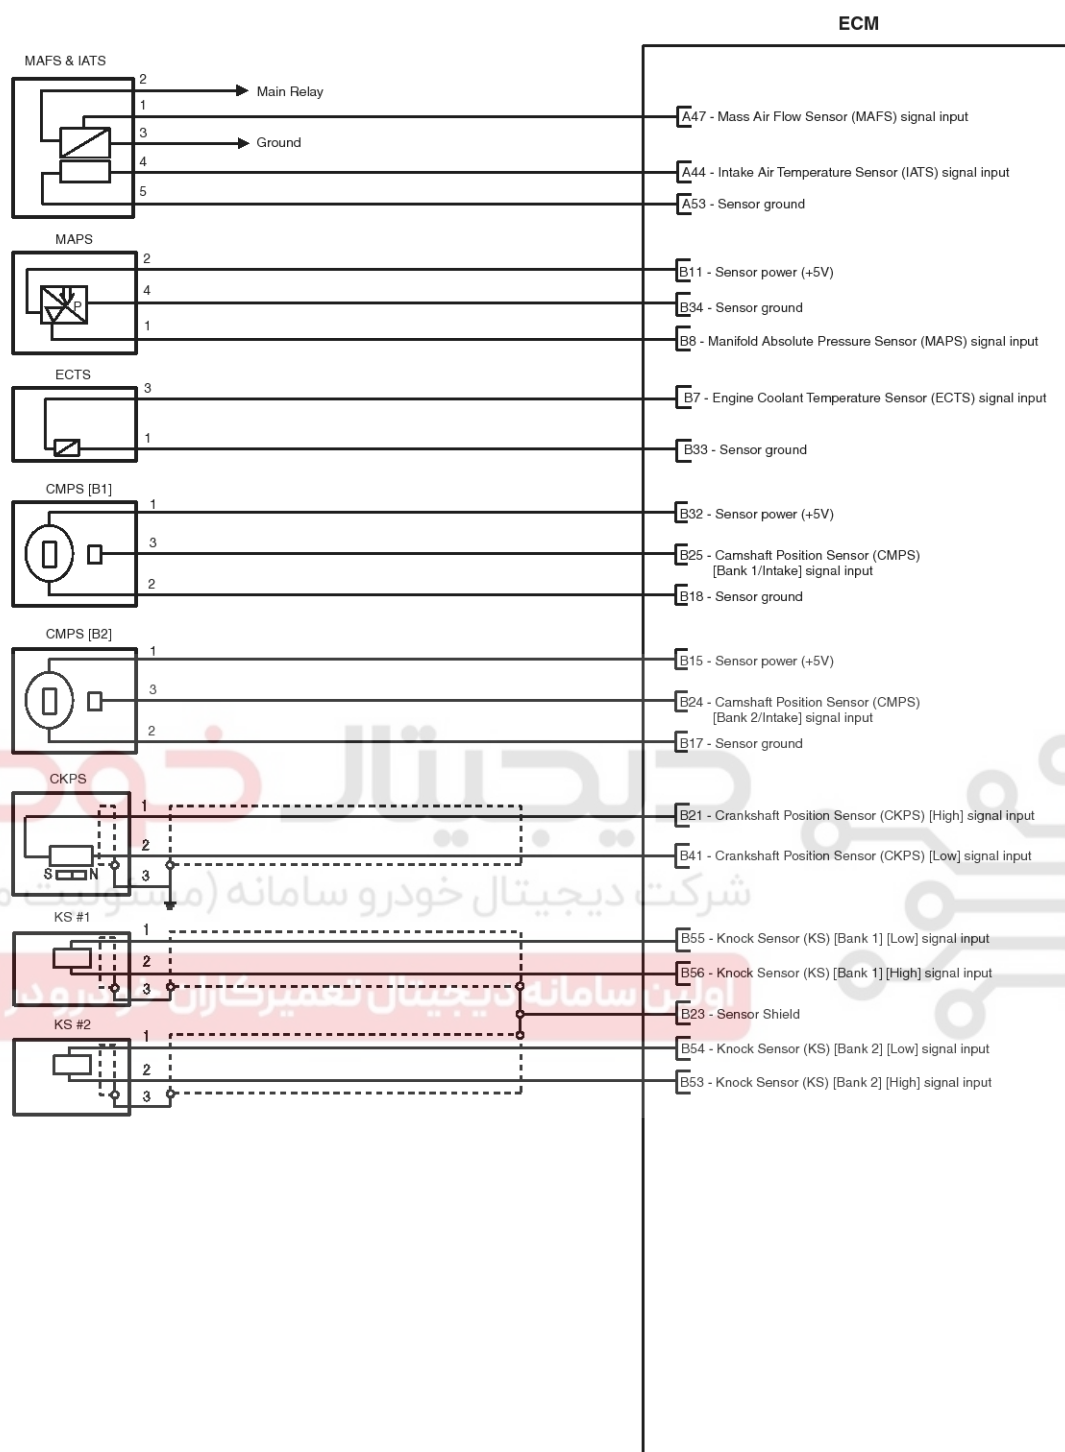 ECM
MAFS & IATS
2
Main Relay
1
A47 - Mass Air Flow Sensor (MAFS) signal input
3
Ground
4
A44 - Intake Air Temperature Sensor (IATS) signal input
5
A53 - Sensor ground
MAPS
2
B11 - Sensor power (+5V)
P
4
B34 - Sensor ground
1
B8 - Manifold Absolute Pressure Sensor (MAPS) signal input
ECTS
3
B7 - Engine Coolant Temperature Sensor (ECTS) signal input
1
B33 - Sensor ground
CMPS [B1]
1
B32 - Sensor power (+5V)
3
B25 - Camshaft Position Sensor (CMPS)
[Bank 1/Intake] signal input
2
B18 - Sensor ground
CMPS [B2]
1
B15 - Sensor power (+5V)
3
B24 - Camshaft Position Sensor (CMPS)
[Bank 2/Intake] signal input
2
B17 - Sensor ground
دیجیتال خودرو
CKPS
1
B21 - Crankshaft Position Sensor (CKPS) [High] signal input
2
B41 - Crankshaft Position Sensor (CKPS) [Low] signal input
S N
3
شرکت دیجیتال خودرو سامانه (مسئولیت
KS #1
1
B55 - Knock Sensor (KS) [Bank 1] [Low] signal input
2
B56 - Knock Sensor (KS) [Bank 1] [High] signal input
3
اولین سامانه دیجیتال تعمیرکاران خودرو در
B23 - Sensor Shield
KS #2
1
B54 - Knock Sensor (KS) [Bank 2] [Low] signal input
2
B53 - Knock Sensor (KS) [Bank 2] [High] signal input
3